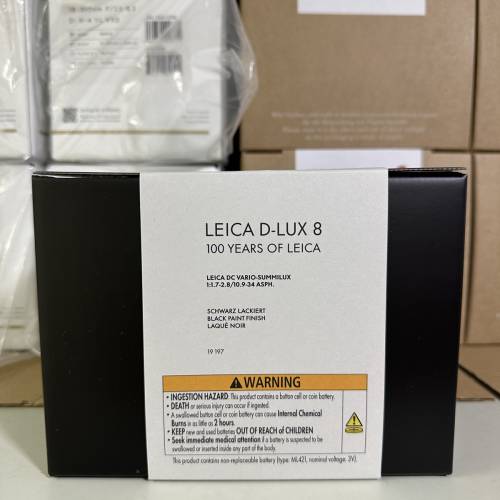 LEICA D-LUX 8
100 YEARS OF LEICA
LEICA DC VARIO-SUMMILUX
1:1.7-2.8/10.9-34 ASPH.
SCHWARZ LACKIERT
BLACK PAINT FINISH
LAQUÉ NOIR
19 197
WARNING
• INGESTION HAZARD: This product contains a button cell or coin battery.
• DEATH or serious injury can occur if ingested.
• A swallowed button cell or coin battery can cause Internal Chemical
Burns in as little as 2 hours.
• KEEP new and used batteries OUT OF REACH of CHILDREN
• Seek immediate medical attention if a battery is suspected to be
swallowed or inserted inside any part of the body.
This product contains non-replaceable battery (type: ML421, nominal voltage: 3V).